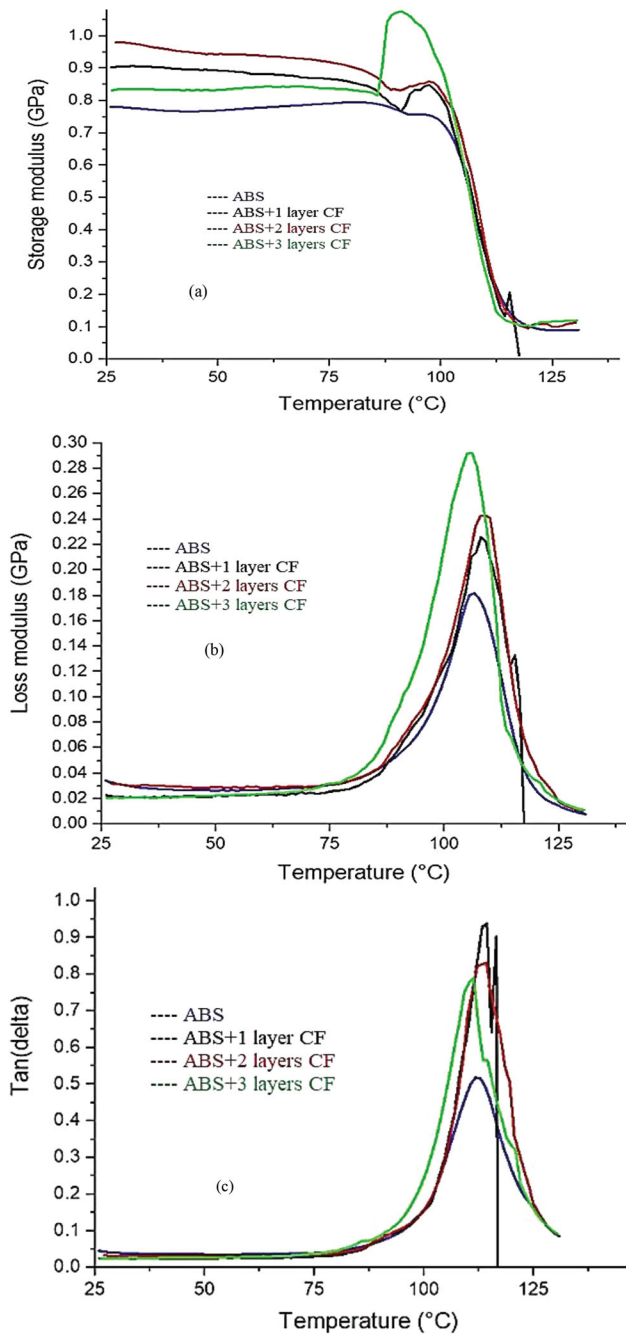 1.0
0.9
0.8
0.7
0.6
0.5
0.4
0.3
0.2
0.1
0.0
Storage modulus (GPa)
ABS
ABS+1 layer CF
ABS+2 layers CF
ABS+3 layers CF
(a)
25 50 75 100 125
Temperature (°C)
0.30
0.28
0.26
0.24
0.22
0.20
0.18
0.16
0.14
0.12
0.10
0.08
0.06
0.04
0.02
0.00
Loss modulus (GPa)
ABS
ABS+1 layer CF
ABS+2 layers CF
ABS+3 layers CF
(b)
25 50 75 100 125
Temperature (°C)
1.0
0.9
0.8
0.7
0.6
0.5
0.4
0.3
0.2
0.1
0.0
Tan(delta)
ABS
ABS+1 layer CF
ABS+2 layers CF
ABS+3 layers CF
(c)
25 50 75 100 125
Temperature (°C)